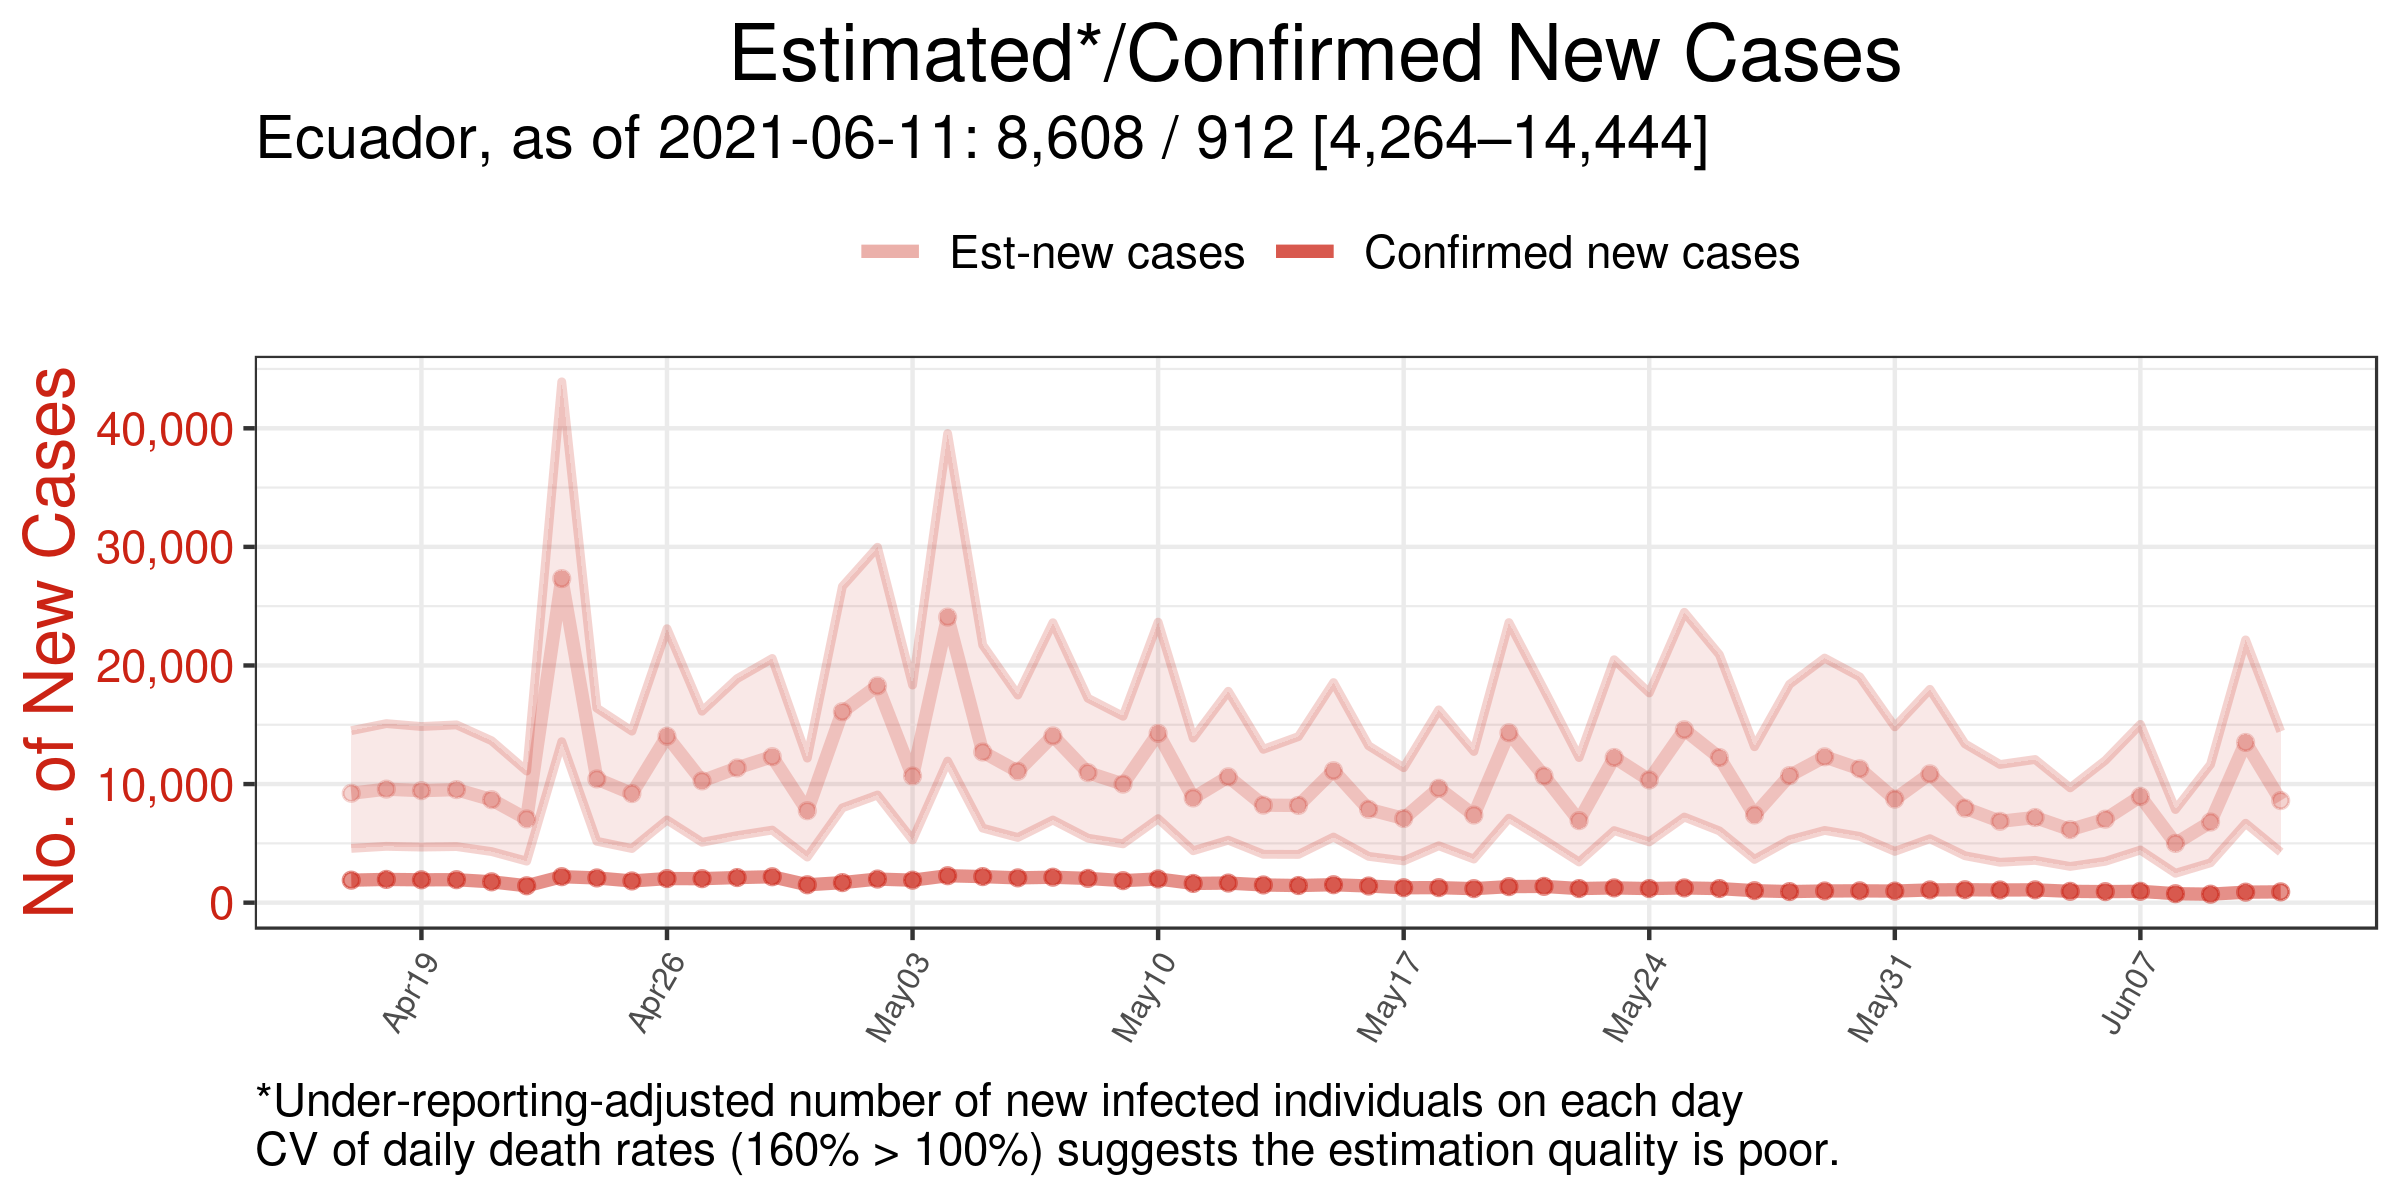 Estimated*/Confirmed New Cases
Ecuador, as of 2021-06-11: 8,608 / 912 [4,264–14,444]
Est-new cases
Confirmed new cases
No. of New Cases
40,000
30,000
20,000
10,000
0
Apr19
Apr26
May03
May10
May17
May24
May31
Jun07
*Under-reporting-adjusted number of new infected individuals on each day
CV of daily death rates (160% > 100%) suggests the estimation quality is poor.